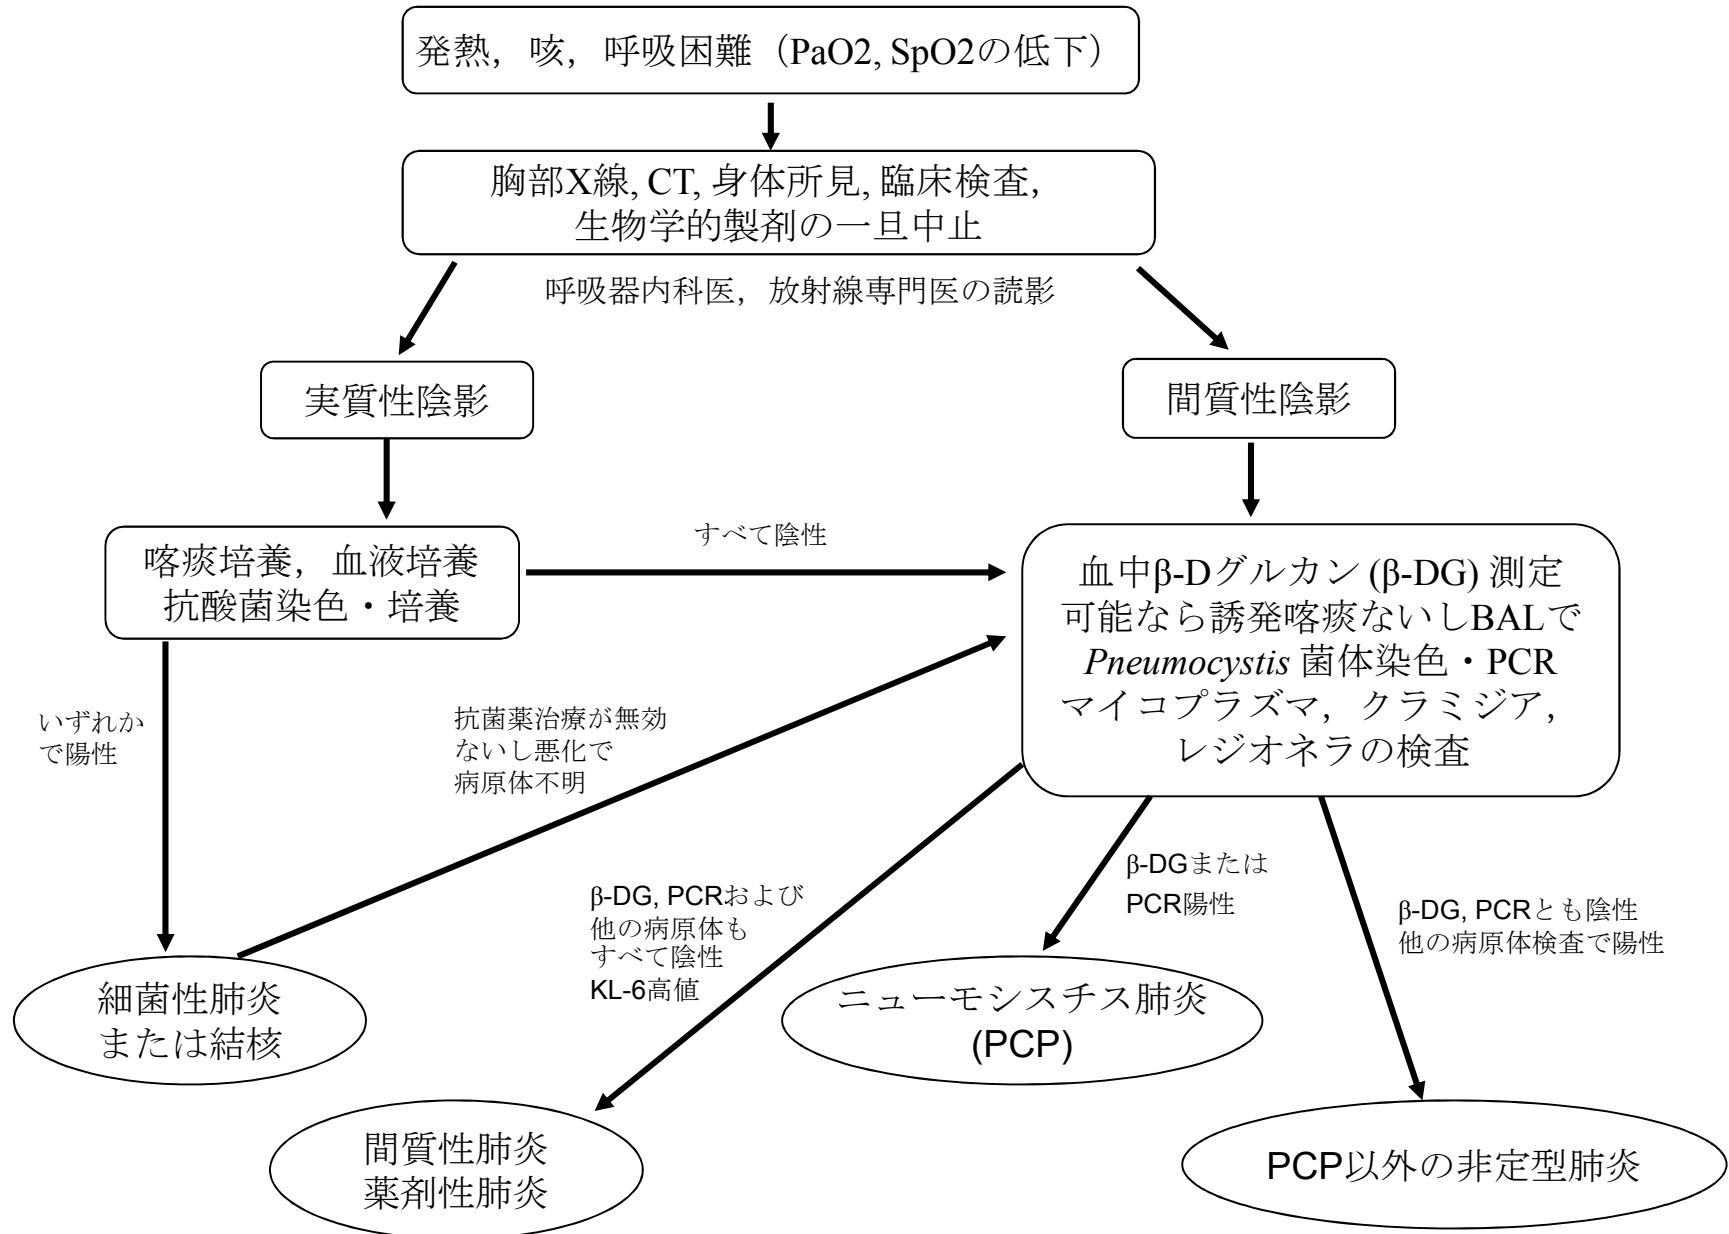 発熱，咳，呼吸困難（PaO2, SpO2の低下）
胸部X線, CT, 身体所見, 臨床検査,
生物学的製剤の一旦中止
呼吸器内科医，放射線専門医の読影
実質性陰影
間質性陰影
喀痰培養，血液培養
抗酸菌染色・培養
すべて陰性
血中β-Dグルカン (β-DG) 測定
可能なら誘発喀痰ないしBALで
Pneumocystis 菌体染色・PCR
マイコプラズマ，クラミジア，
レジオネラの検査
いずれか
で陽性
抗菌薬治療が無効
ないし悪化で
病原体不明
β-DG, PCRおよび
他の病原体も
すべて陰性
KL-6高値
β-DGまたは
PCR陽性
β-DG, PCRとも陰性
他の病原体検査で陽性
細菌性肺炎
または結核
ニューモシスチス肺炎
(PCP)
間質性肺炎
薬剤性肺炎
PCP以外の非定型肺炎